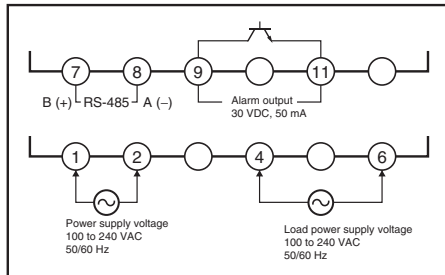 7 8 9 11
B (+) RS-485 A (−) Alarm output
30 VDC, 50 mA
1 2 4 6
Power supply voltage
100 to 240 VAC
50/60 Hz
Load power supply voltage
100 to 240 VAC
50/60 Hz